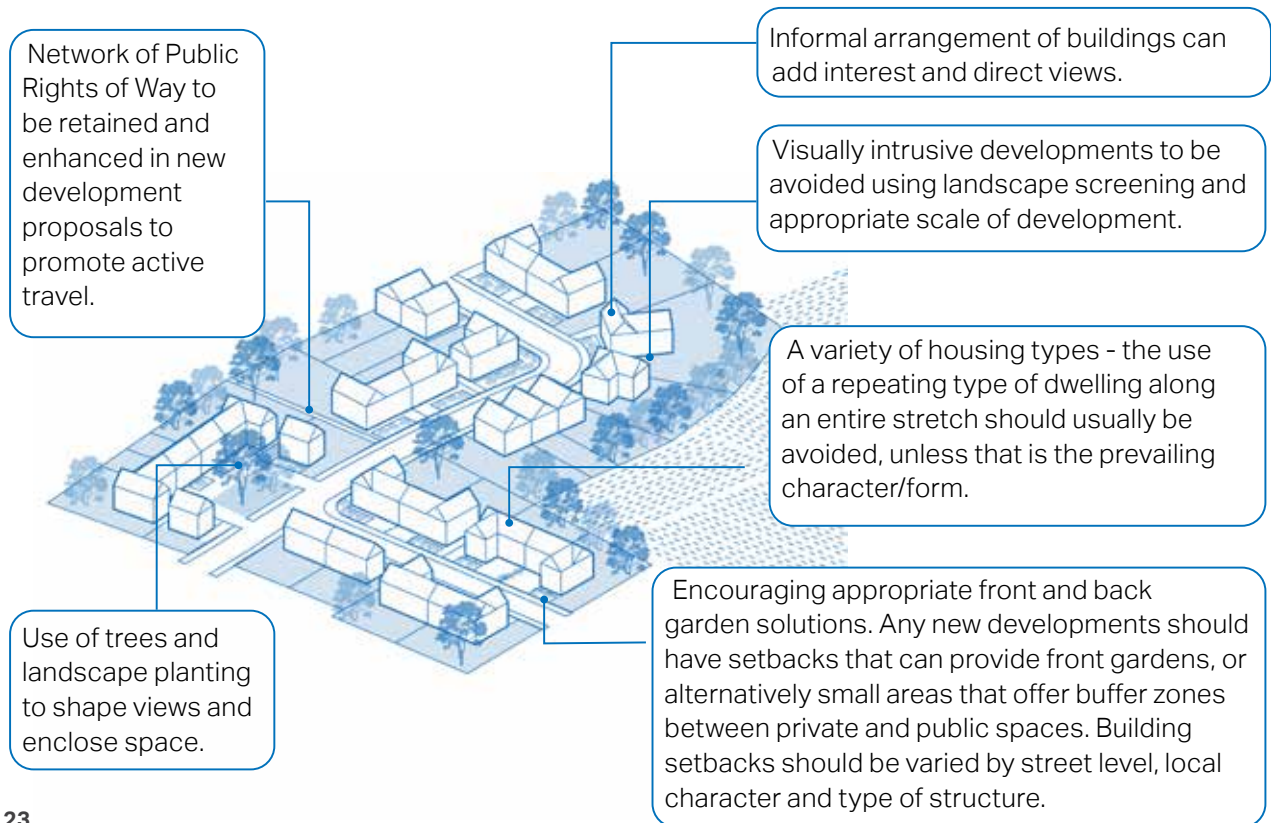 Network of Public
Rights of Way to
be retained and
enhanced in new
development
proposals to
promote active
travel.
Informal arrangement of buildings can
add interest and direct views.
Visually intrusive developments to be
avoided using landscape screening and
appropriate scale of development.
A variety of housing types - the use
of a repeating type of dwelling along
an entire stretch should usually be
avoided, unless that is the prevailing
character/form.
Use of trees and
landscape planting
to shape views and
enclose space.
Encouraging appropriate front and back
garden solutions. Any new developments should
have setbacks that can provide front gardens, or
alternatively small areas that offer buffer zones
between private and public spaces. Building
setbacks should be varied by street level, local
character and type of structure.
23